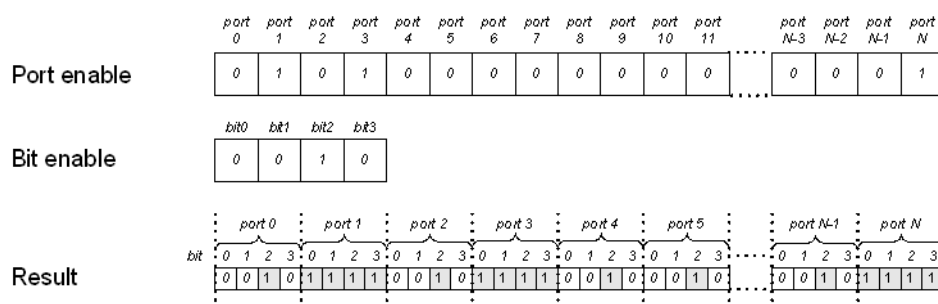 port port port port port port port port port port port port port port port port
0 1 2 3 4 5 6 7 8 9 10 11 N-3 N-2 N-1 N
Port enable 0 1 0 1 0 0 0 0 0 0 0 0 0 0 0 1
bit0 bit1 bit2 bit3
Bit enable 0 0 1 0
port 0 port 1 port 2 port 3 port 4 port 5 port N-1 port N
bit 0 1 2 3 0 1 2 3 0 1 2 3 0 1 2 3 0 1 2 3 0 1 2 3 0 1 2 3 0 1 2 3
Result 0 0 1 0 1 1 1 1 0 0 1 0 1 1 1 1 0 0 1 0 0 0 1 0 0 0 1 0 1 1 1 1